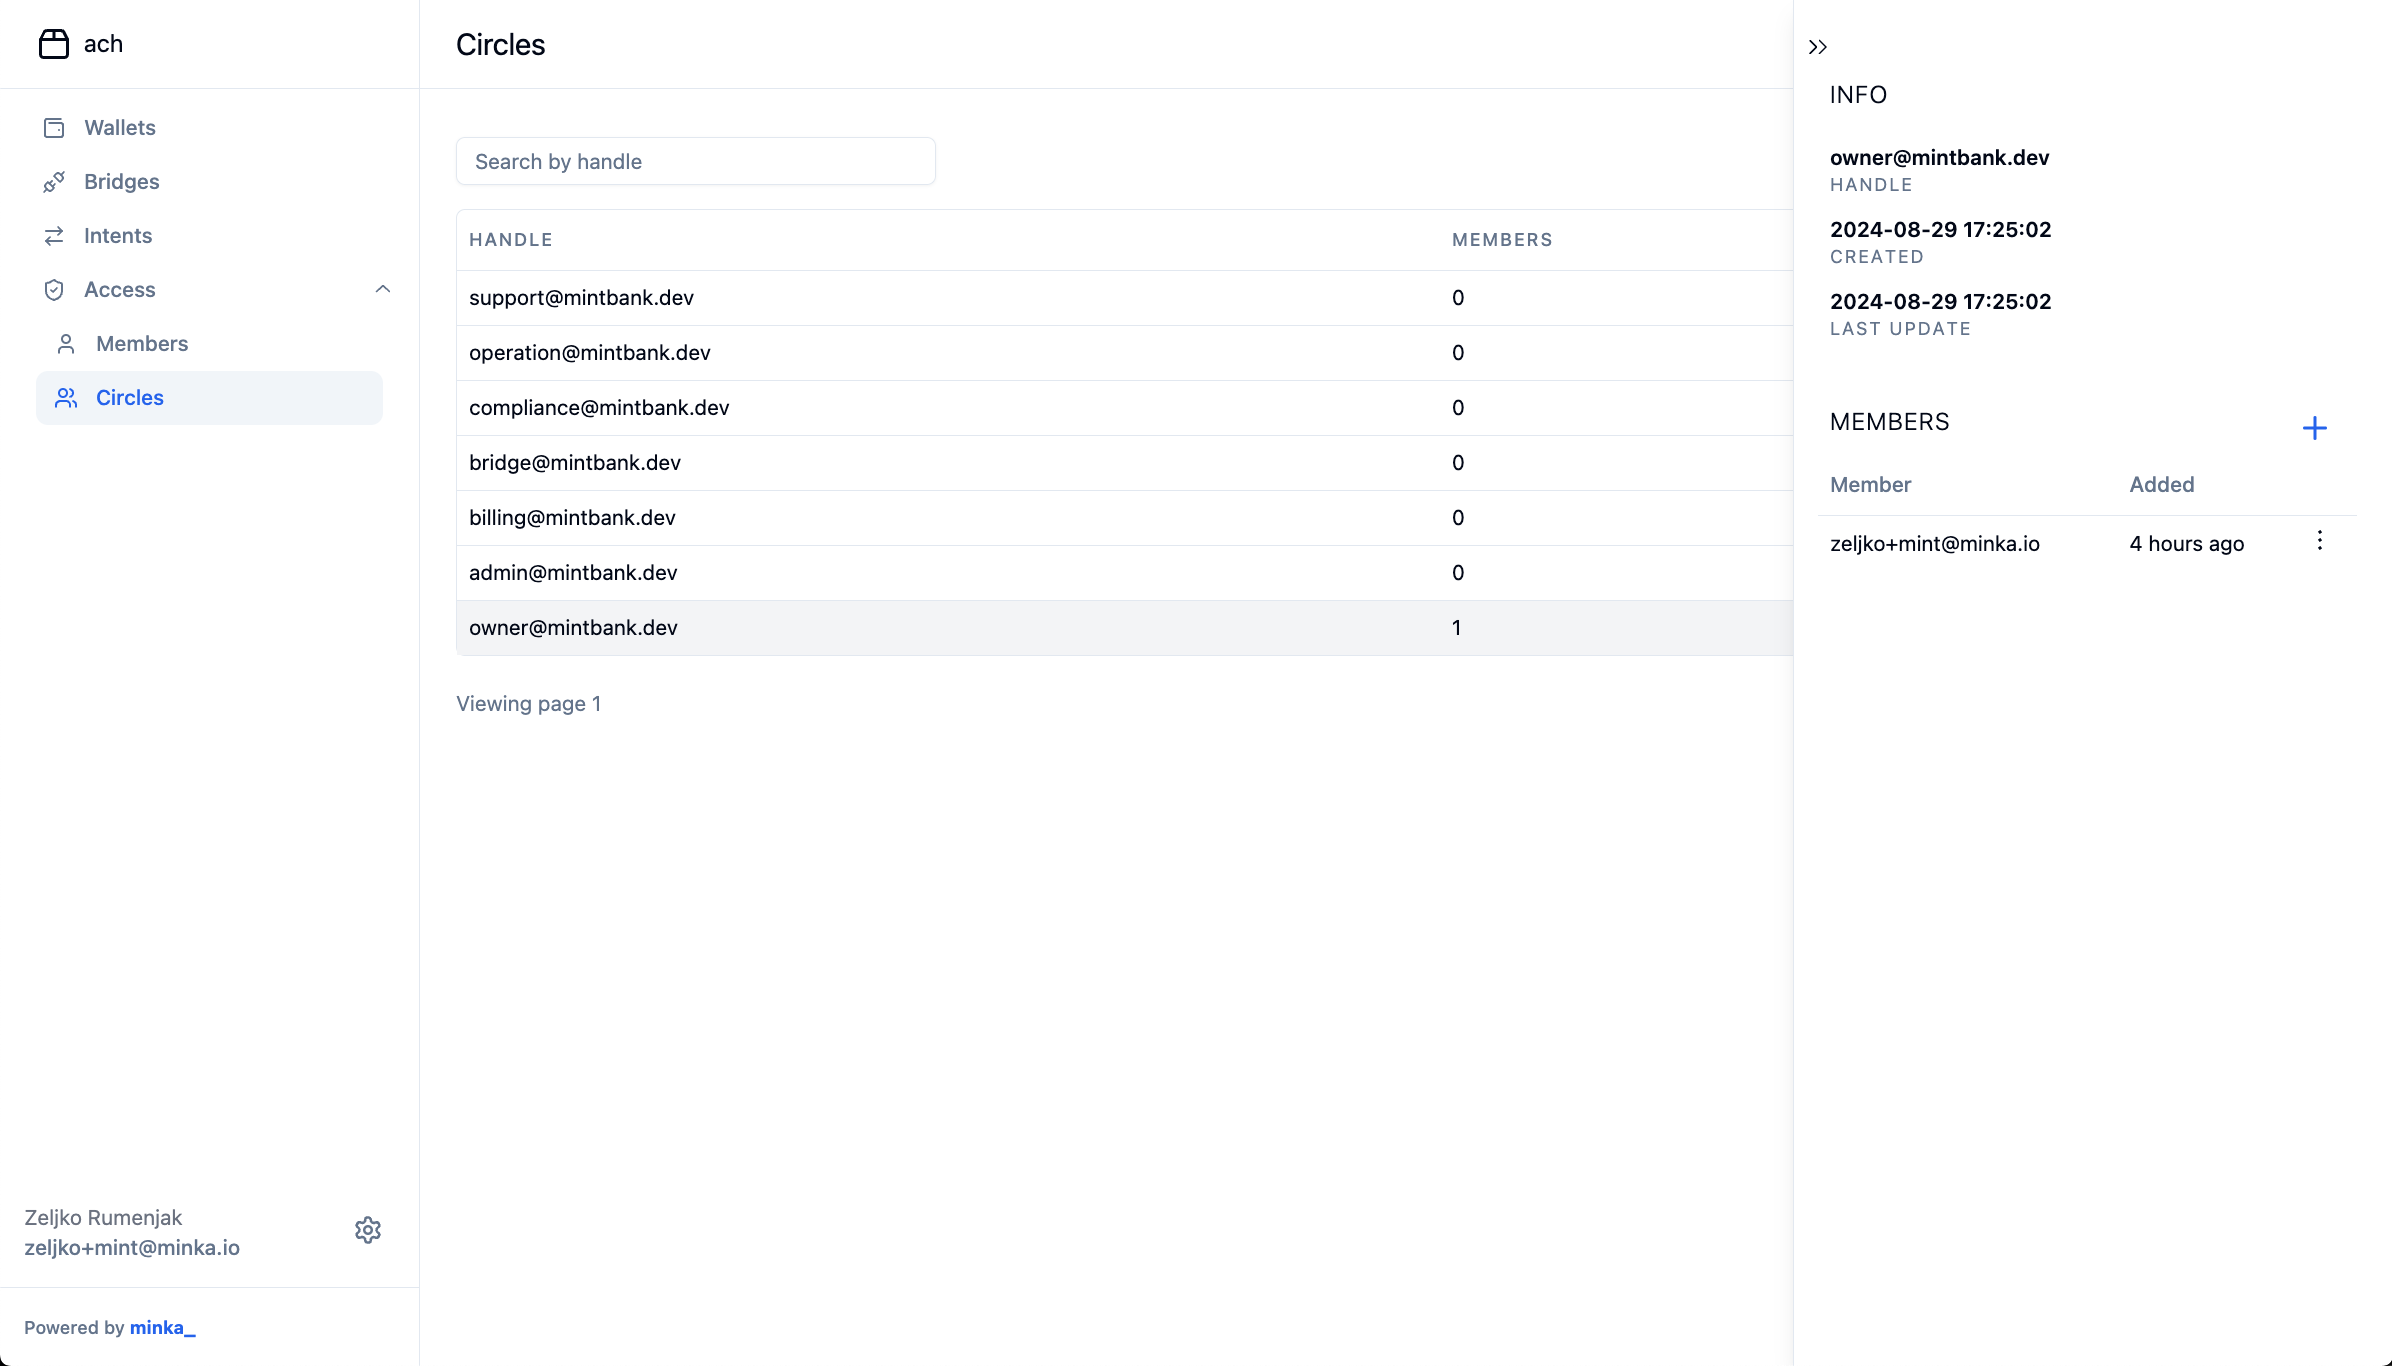 ach
Wallets
Bridges
Intents
Access
Members
Circles
Zeljko Rumenjak
zeljko+mint@minka.io
Powered by minka_
Circles
Search by handle
HANDLE MEMBERS
support@mintbank.dev 0
operation@mintbank.dev 0
compliance@mintbank.dev 0
bridge@mintbank.dev 0
billing@mintbank.dev 0
admin@mintbank.dev 0
owner@mintbank.dev 1
Viewing page 1
INFO
owner@mintbank.dev
HANDLE
2024-08-29 17:25:02
CREATED
2024-08-29 17:25:02
LAST UPDATE
MEMBERS
Member Added
zeljko+mint@minka.io 4 hours ago